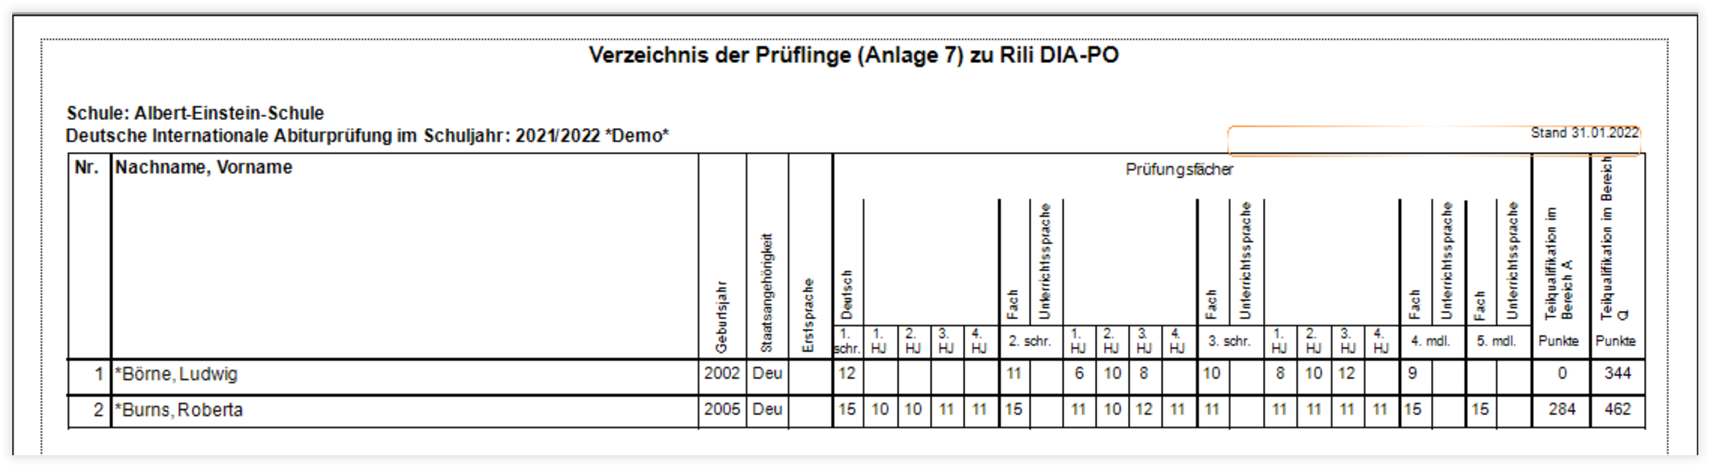 Verzeichnis der Prüflinge (Anlage 7) zu Rili DIA-PO
Schule: Albert-Einstein-Schule
Deutsche Internationale Abiturprüfung im Schuljahr: 2021/2022 *Demo*
Stand 31.01.2022
Nr. Nachname, Vorname Geburtsjahr Staatsangehörigkeit Erstsprache Prüfungsfächer
Deutsch Fach Unterrichtssprache Fach Unterrichtssprache Fach Unterrichtssprache Fach Unterrichtssprache Teilqualifikation im Bereich A Teilqualifikation im Bereich Q
1. schr. 1. HJ 2. HJ 3. HJ 4. HJ 2. schr. 1. HJ 2. HJ 3. HJ 4. HJ 3. schr. 1. HJ 2. HJ 3. HJ 4. HJ 4. mdl. 5. mdl. Punkte Punkte
1 *Börne, Ludwig 2002 Deu 12 11 6 10 8 10 8 10 12 9 0 344
2 *Burns, Roberta 2005 Deu 15 10 10 11 11 15 11 10 12 11 11 11 11 11 11 15 15 284 462